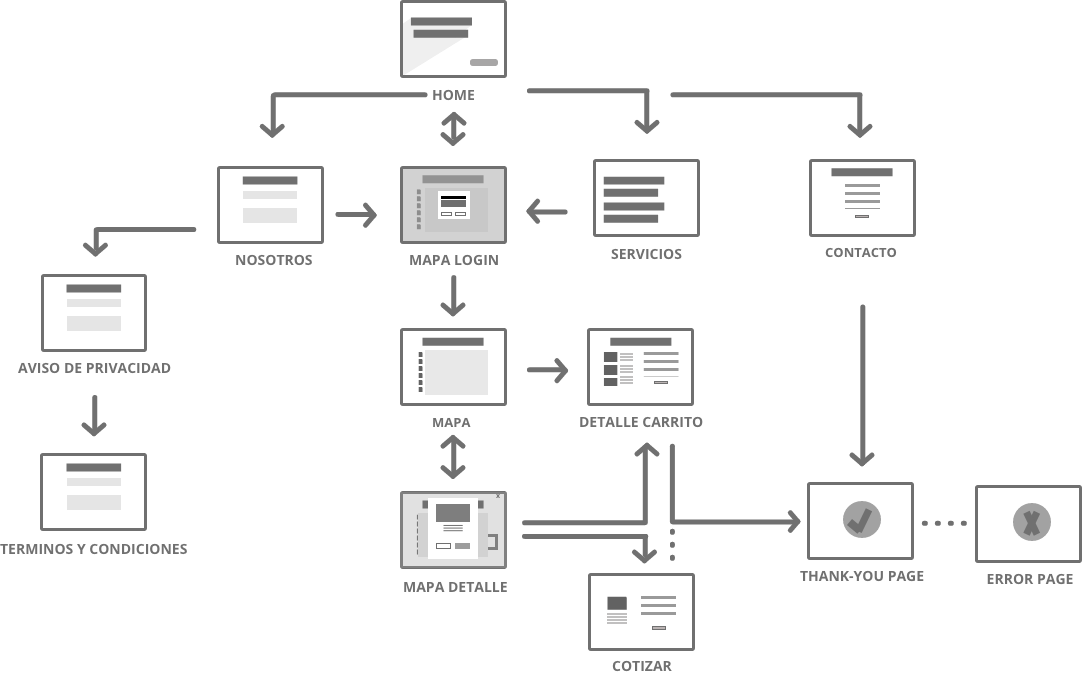 HOME
NOSOTROS
MAPA LOGIN
SERVICIOS
CONTACTO
AVISO DE PRIVACIDAD
MAPA
DETALLE CARRITO
TERMINOS Y CONDICIONES
x
MAPA DETALLE
THANK-YOU PAGE
ERROR PAGE
COTIZAR